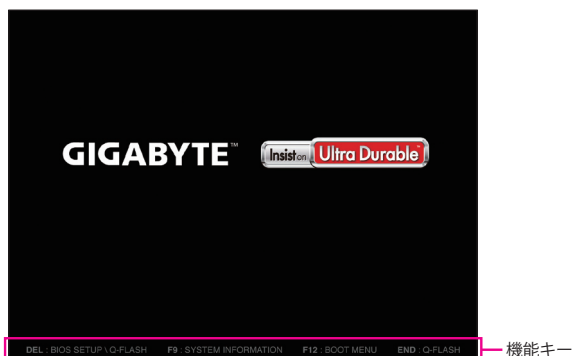 GIGABYTE™ Insist on Ultra Durable™
DEL : BIOS SETUP \ Q-FLASH F9 : SYSTEM INFORMATION F12 : BOOT MENU END : Q-FLASH
機能キー